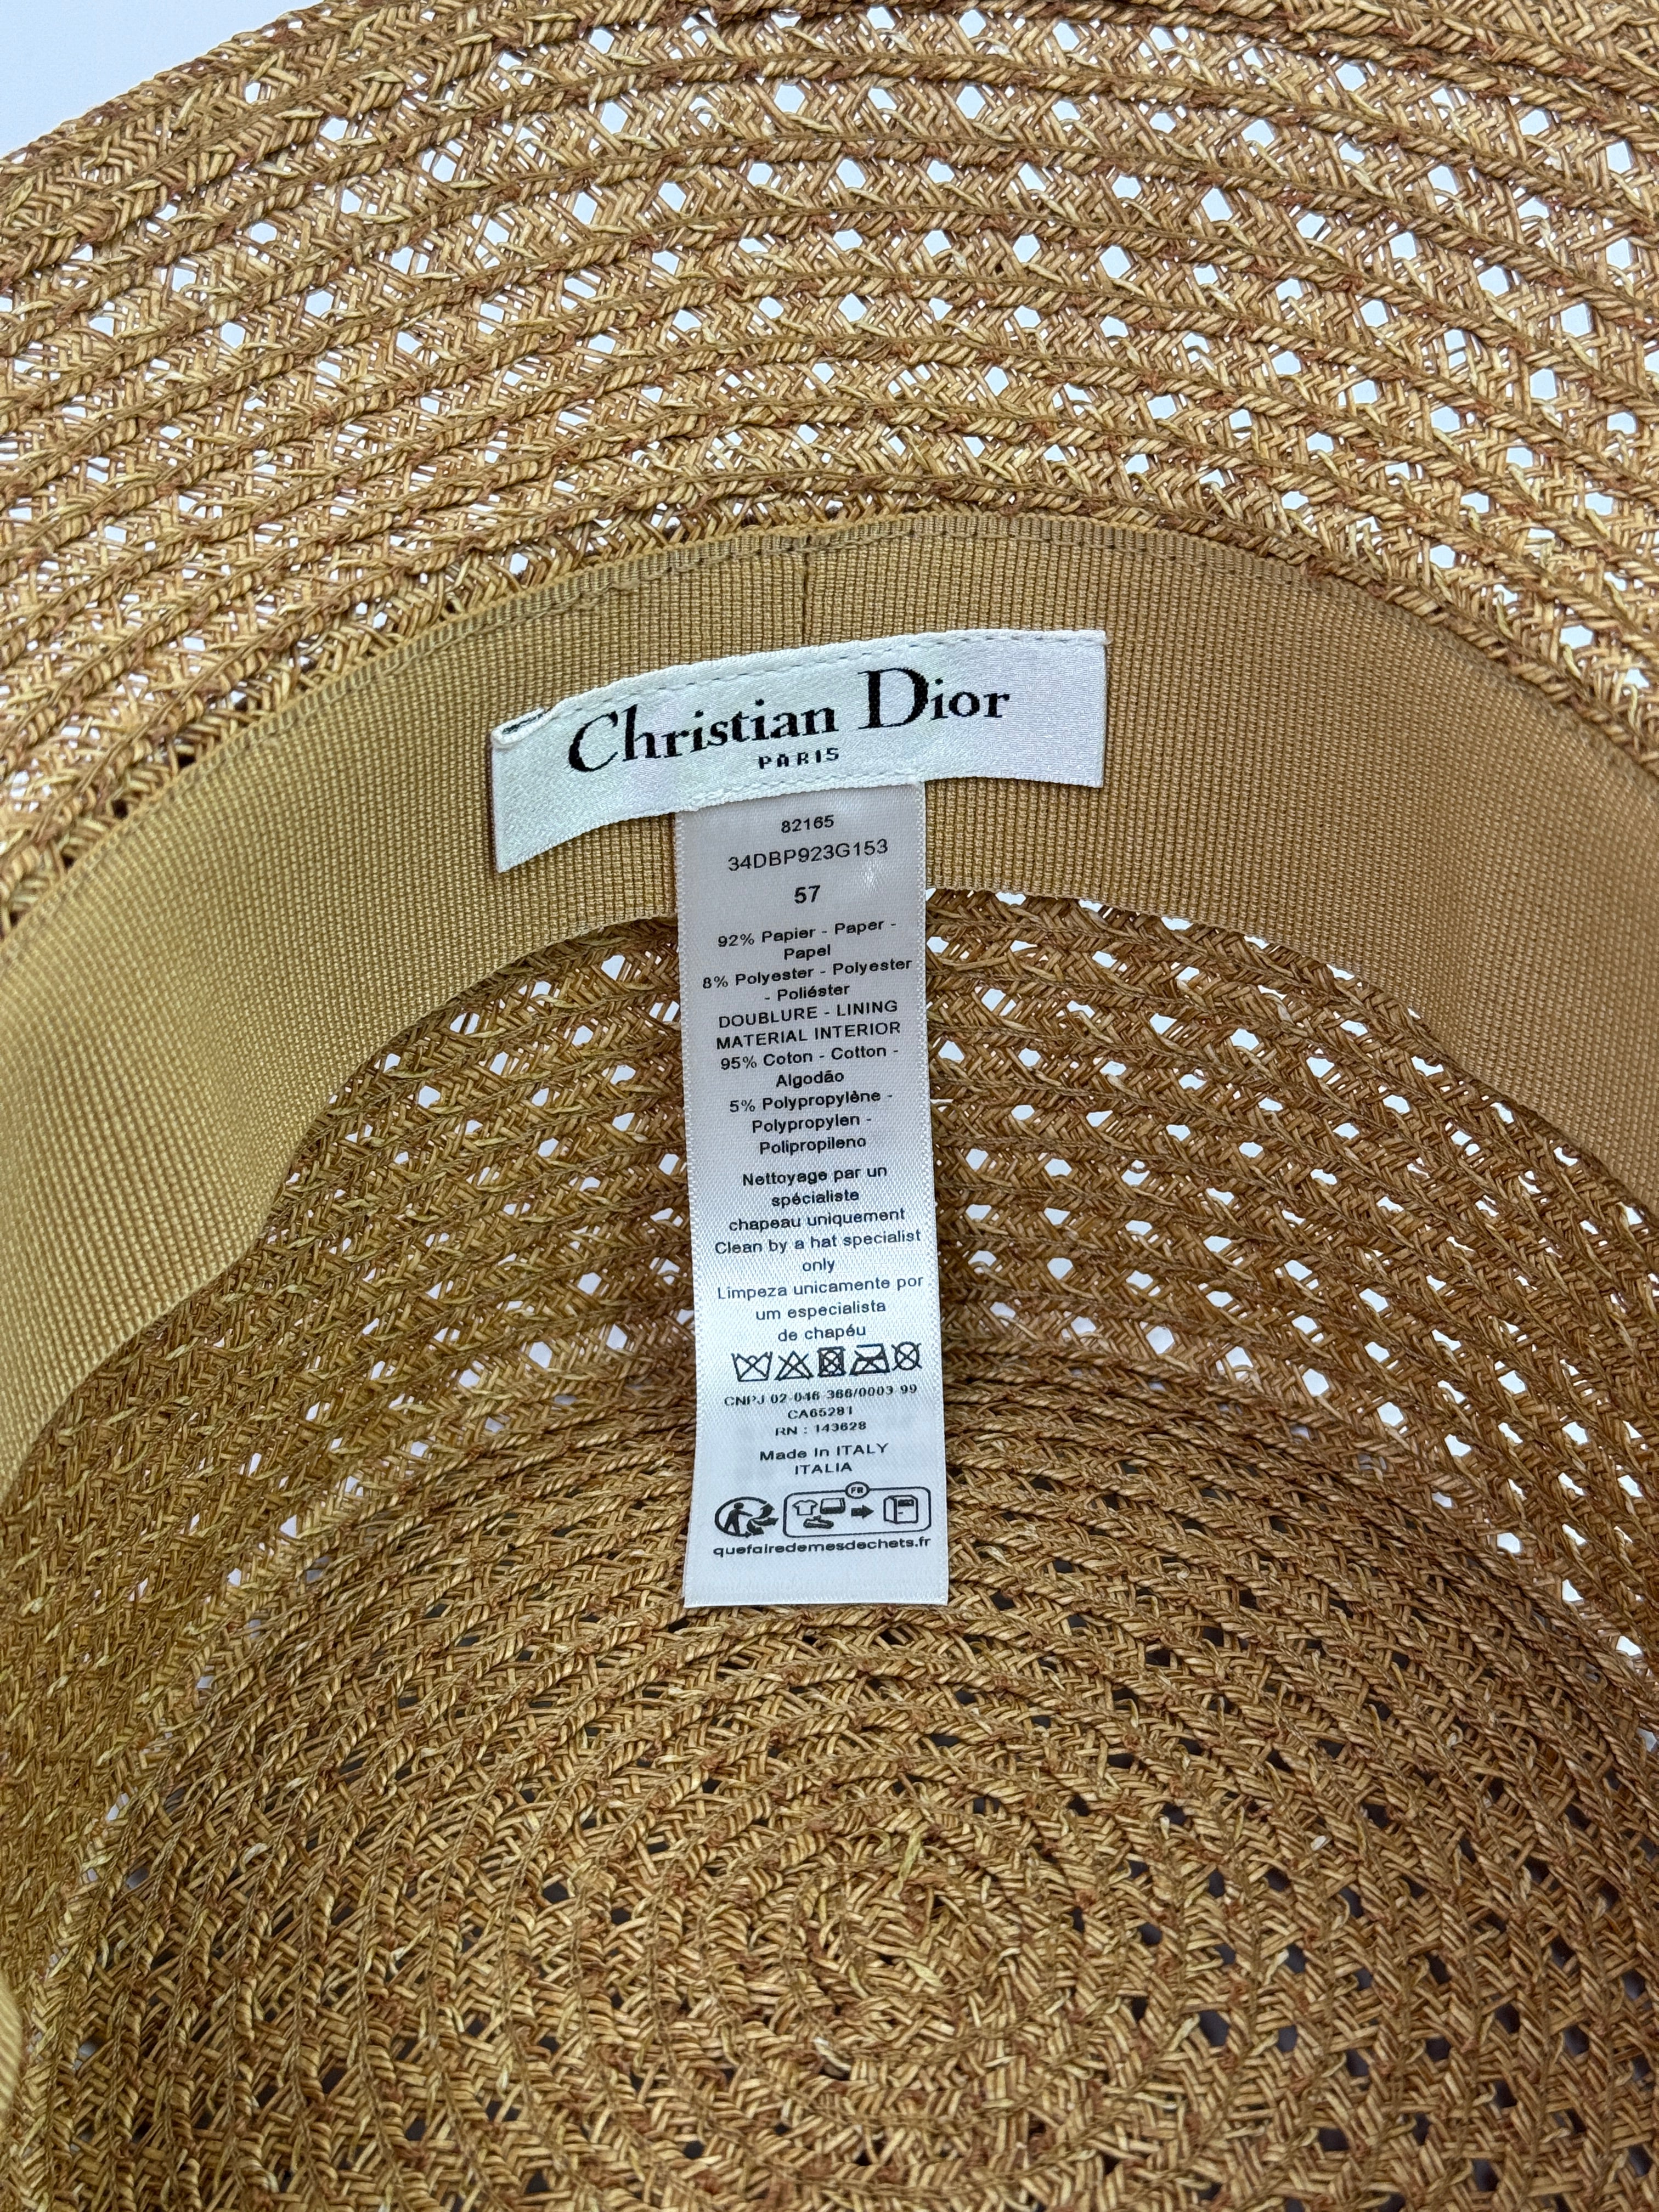 Christian Dior
PARIS
82165
34DBP923G153
57
92% Papier - Paper -
Papel
8% Polyester - Polyester
- Poliéster
DOUBLURE - LINING
MATERIAL INTERIOR
95% Coton - Cotton -
Algodão
5% Polypropylène -
Polypropylen -
Polipropileno
Nettoyage par un
spécialiste
chapeau uniquement
Clean by a hat specialist
only
Limpeza unicamente por
um especialista
de chapéu
CNPJ 02-046-366/0003-99
CA65281
RN : 143628
Made In ITALY
ITALIA
FR
quefairedemesdechets.fr